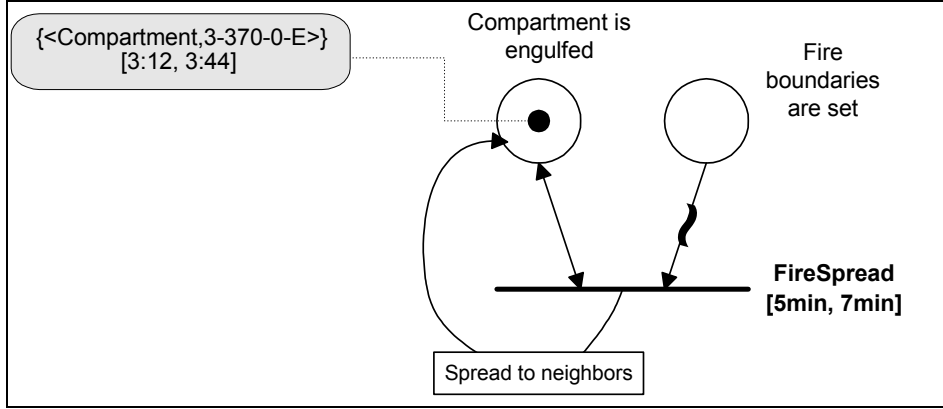 {<Compartment,3-370-0-E>}
[3:12, 3:44]
Compartment is
engulfed
Fire
boundaries
are set
FireSpread
[5min, 7min]
Spread to neighbors